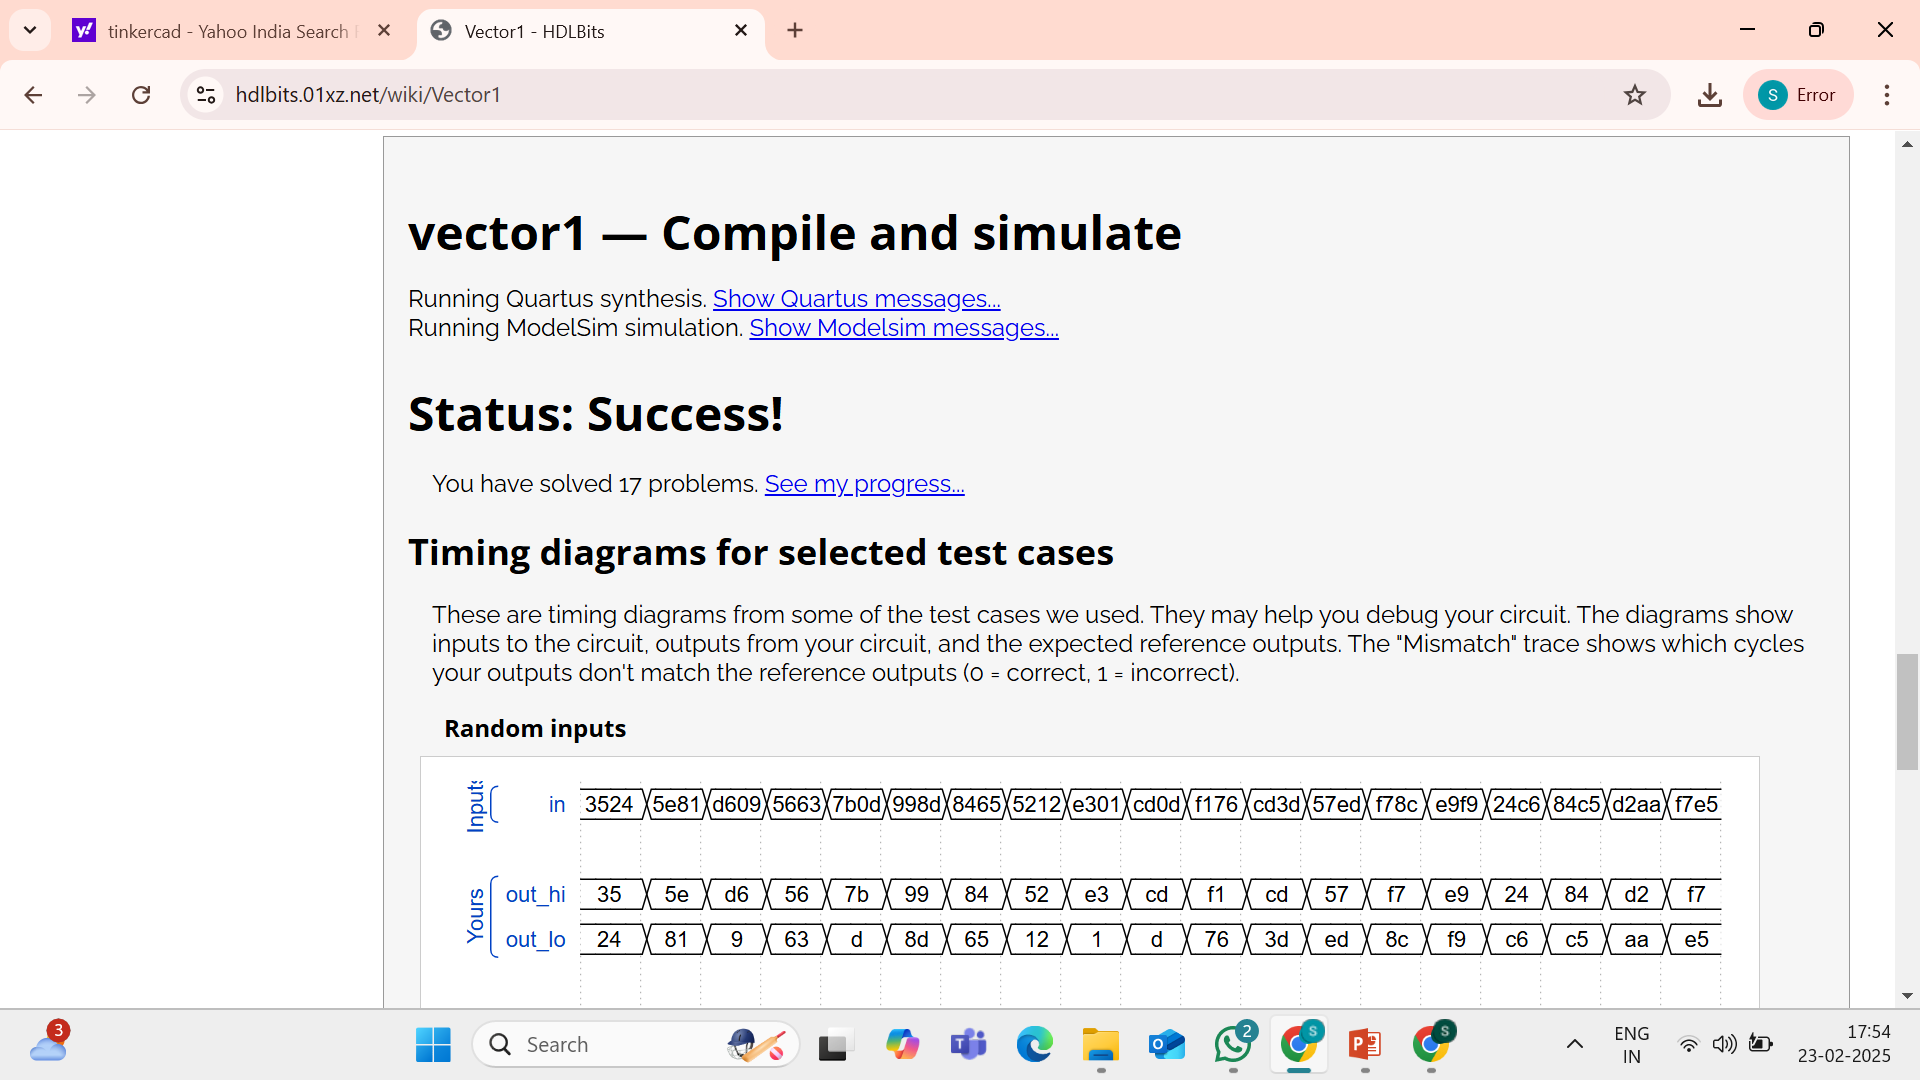 tinkercad - Yahoo India Search
Vector1 - HDLBits
hdlbits.01xz.net/wiki/Vector1
S Error
vector1 — Compile and simulate
Running Quartus synthesis. Show Quartus messages...
Running ModelSim simulation. Show Modelsim messages...
Status: Success!
You have solved 17 problems. See my progress...
Timing diagrams for selected test cases
These are timing diagrams from some of the test cases we used. They may help you debug your circuit. The diagrams show
inputs to the circuit, outputs from your circuit, and the expected reference outputs. The "Mismatch" trace shows which cycles
your outputs don't match the reference outputs (0 = correct, 1 = incorrect).
Random inputs
Inputs
in 3524 5e81 d609 5663 7b0d 998d 8465 5212 e301 cd0d f176 cd3d 57ed f78c e9f9 24c6 84c5 d2aa f7e5
Yours
out_hi 35 5e d6 56 7b 99 84 52 e3 cd f1 cd 57 f7 e9 24 84 d2 f7
out_lo 24 81 9 63 d 8d 65 12 1 d 76 3d ed 8c f9 c6 c5 aa e5
3
Search
2
S
S
ENG
IN
17:54
23-02-2025